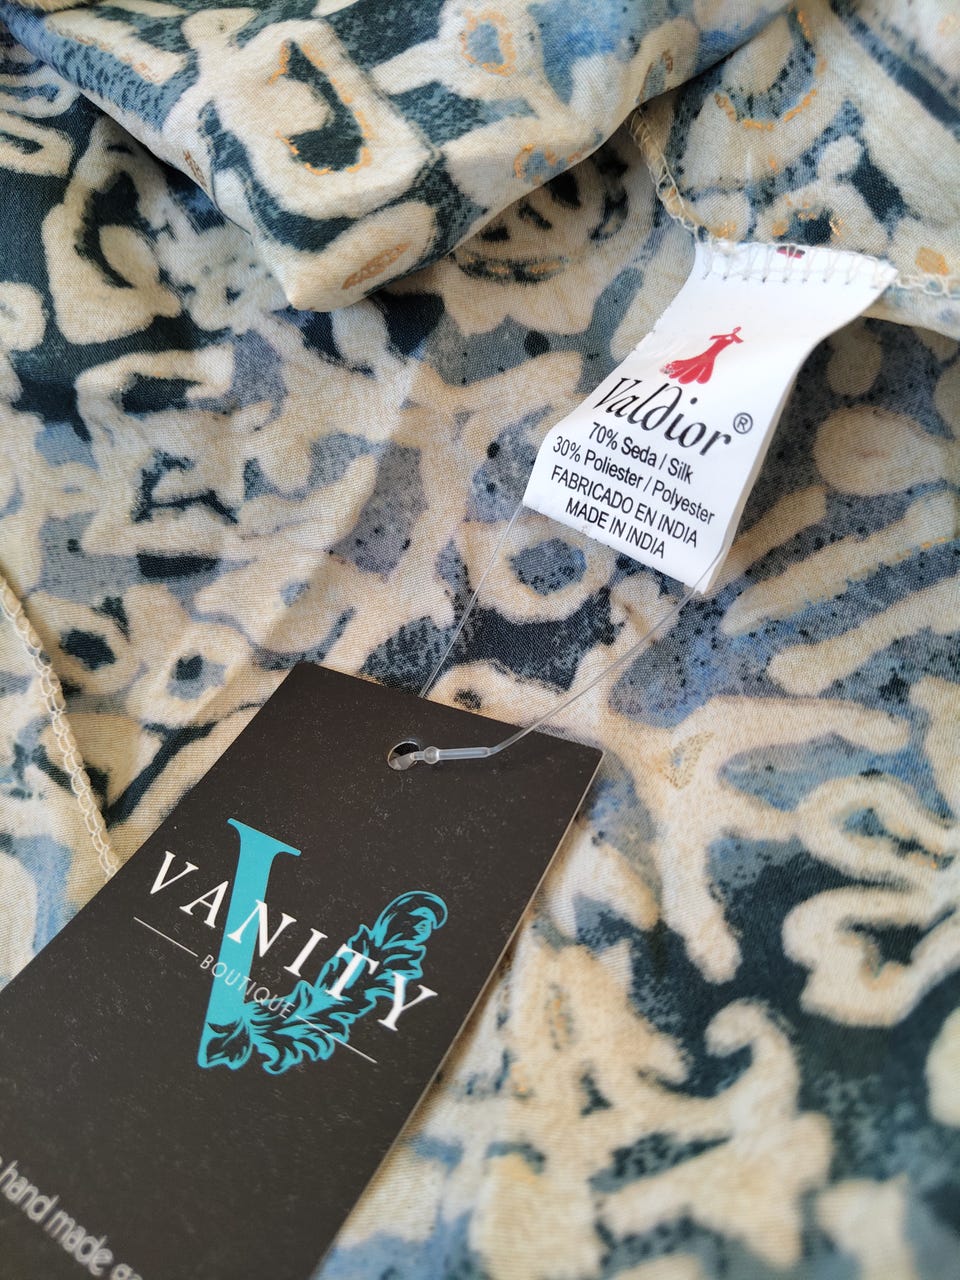 ValDior®
70% Seda / Silk
30% Poliester / Polyester
FABRICADO EN INDIA
MADE IN INDIA
VANITY
BOUTIQUE
hand made